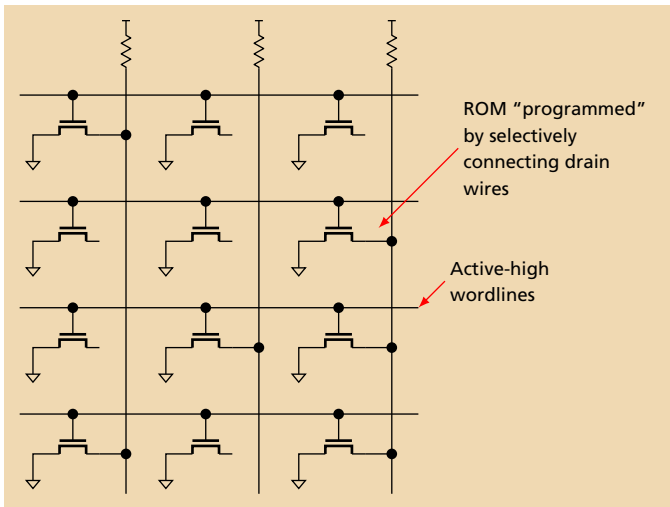 ROM “programmed”
by selectively
connecting drain
wires
Active-high
wordlines